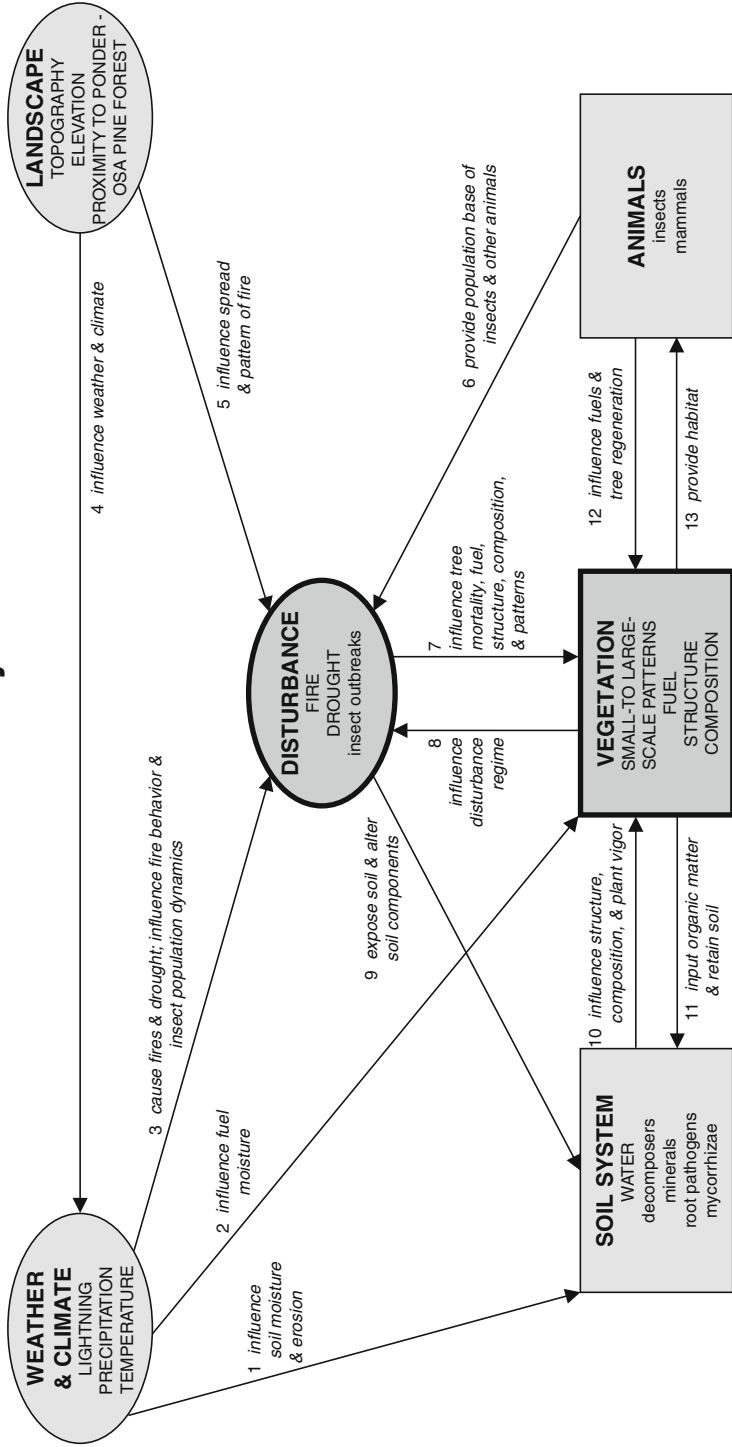 WEATHER
& CLIMATE
LIGHTNING
PRECIPITATION
TEMPERATURE
LANDSCAPE
TOPOGRAPHY
ELEVATION
PROXIMITY TO PONDER -
OSA PINE FOREST
4 influence weather & climate
3 cause fires & drought; influence fire behavior &
insect population dynamics
5 influence spread
& pattern of fire
2 influence fuel
moisture
1 influence
soil moisture
& erosion
DISTURBANCE
FIRE
DROUGHT
insect outbreaks
6 provide population base of
insects & other animals
9 expose soil & alter
soil components
8
influence
disturbance
regime
7
influence tree
mortality, fuel,
structure, composition,
& patterns
SOIL SYSTEM
WATER
decomposers
minerals
root pathogens
mycorrhizae
10 influence structure,
composition, & plant vigor
11 input organic matter
& retain soil
VEGETATION
SMALL-TO LARGE-
SCALE PATTERNS
FUEL
STRUCTURE
COMPOSITION
12 influence fuels &
tree regeneration
13 provide habitat
ANIMALS
insects
mammals